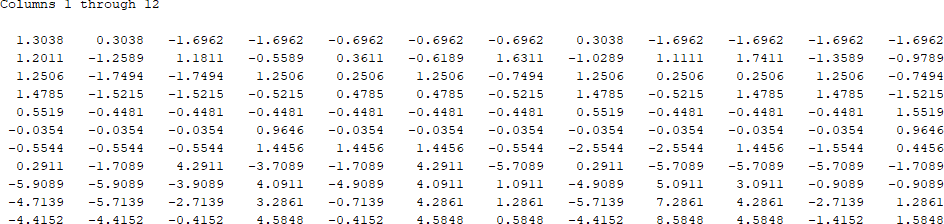 Columns 1 through 12
1.3038 0.3038 -1.6962 -1.6962 -0.6962 -0.6962 -0.6962 0.3038 -1.6962 -1.6962 -1.6962 -1.6962
1.2011 -1.2589 1.1811 -0.5589 0.3611 -0.6189 1.6311 -1.0289 1.1111 1.7411 -1.3589 -0.9789
1.2506 -1.7494 -1.7494 1.2506 0.2506 1.2506 -0.7494 1.2506 0.2506 0.2506 1.2506 -0.7494
1.4785 -1.5215 -1.5215 -0.5215 0.4785 0.4785 -0.5215 1.4785 -0.5215 1.4785 1.4785 -1.5215
0.5519 -0.4481 -0.4481 -0.4481 -0.4481 -0.4481 -0.4481 0.5519 -0.4481 -0.4481 -0.4481 1.5519
-0.0354 -0.0354 -0.0354 0.9646 -0.0354 -0.0354 -0.0354 -0.0354 -0.0354 -0.0354 -0.0354 0.9646
-0.5544 -0.5544 -0.5544 1.4456 1.4456 1.4456 -0.5544 -2.5544 -2.5544 1.4456 -1.5544 0.4456
0.2911 -1.7089 4.2911 -3.7089 -1.7089 4.2911 -5.7089 0.2911 -5.7089 -5.7089 -5.7089 -1.7089
-5.9089 -5.9089 -3.9089 4.0911 -4.9089 4.0911 1.0911 -4.9089 5.0911 3.0911 -0.9089 -0.9089
-4.7139 -5.7139 -2.7139 3.2861 -0.7139 4.2861 1.2861 -5.7139 7.2861 4.2861 -2.7139 1.2861
-4.4152 -4.4152 -0.4152 4.5848 -0.4152 4.5848 0.5848 -4.4152 8.5848 4.5848 -1.4152 1.5848